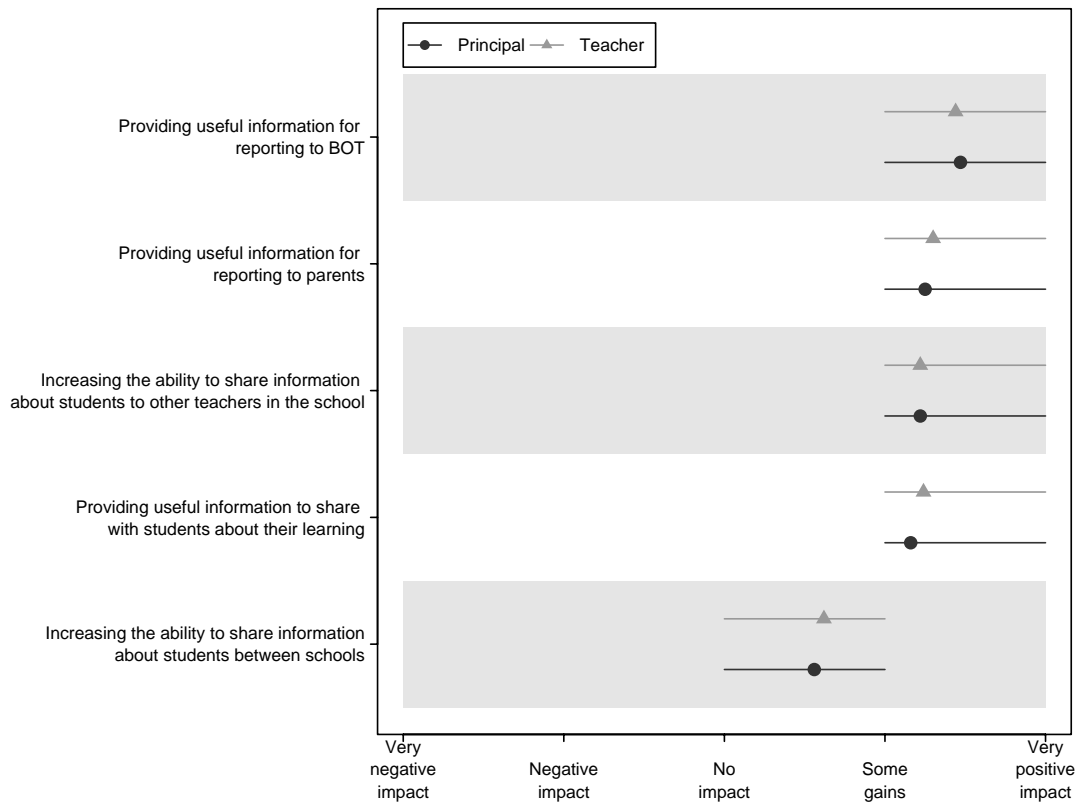 Principal
Teacher
Providing useful information for
reporting to BOT
Providing useful information for
reporting to parents
Increasing the ability to share information
about students to other teachers in the school
Providing useful information to share
with students about their learning
Increasing the ability to share information
about students between schools
Very
negative
impact
Negative
impact
No
impact
Some
gains
Very
positive
impact